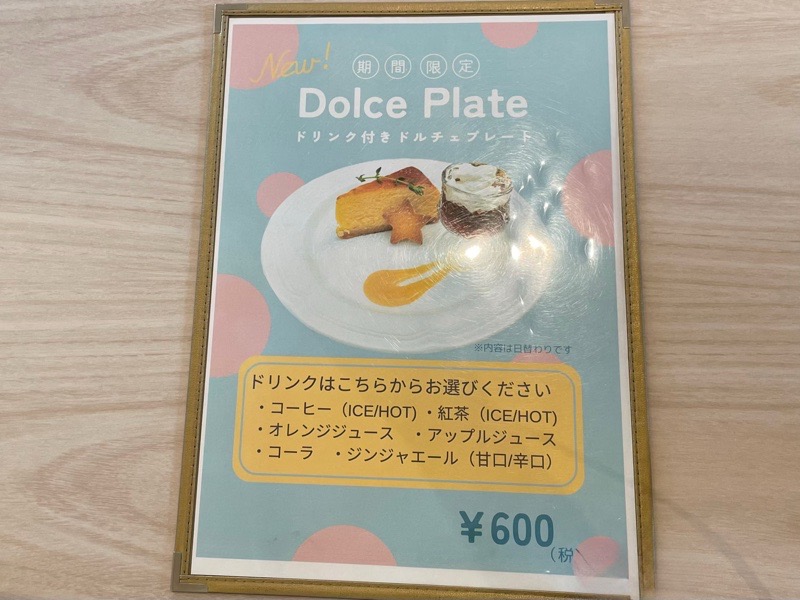 New!
期間限定
Dolce Plate
ドリンク付きドルチェプレート
※内容は日替わりです
ドリンクはこちらからお選びください
・コーヒー（ICE/HOT）・紅茶（ICE/HOT）
・オレンジジュース　・アップルジュース
・コーラ　・ジンジャエール（甘口/辛口）
¥600
（税